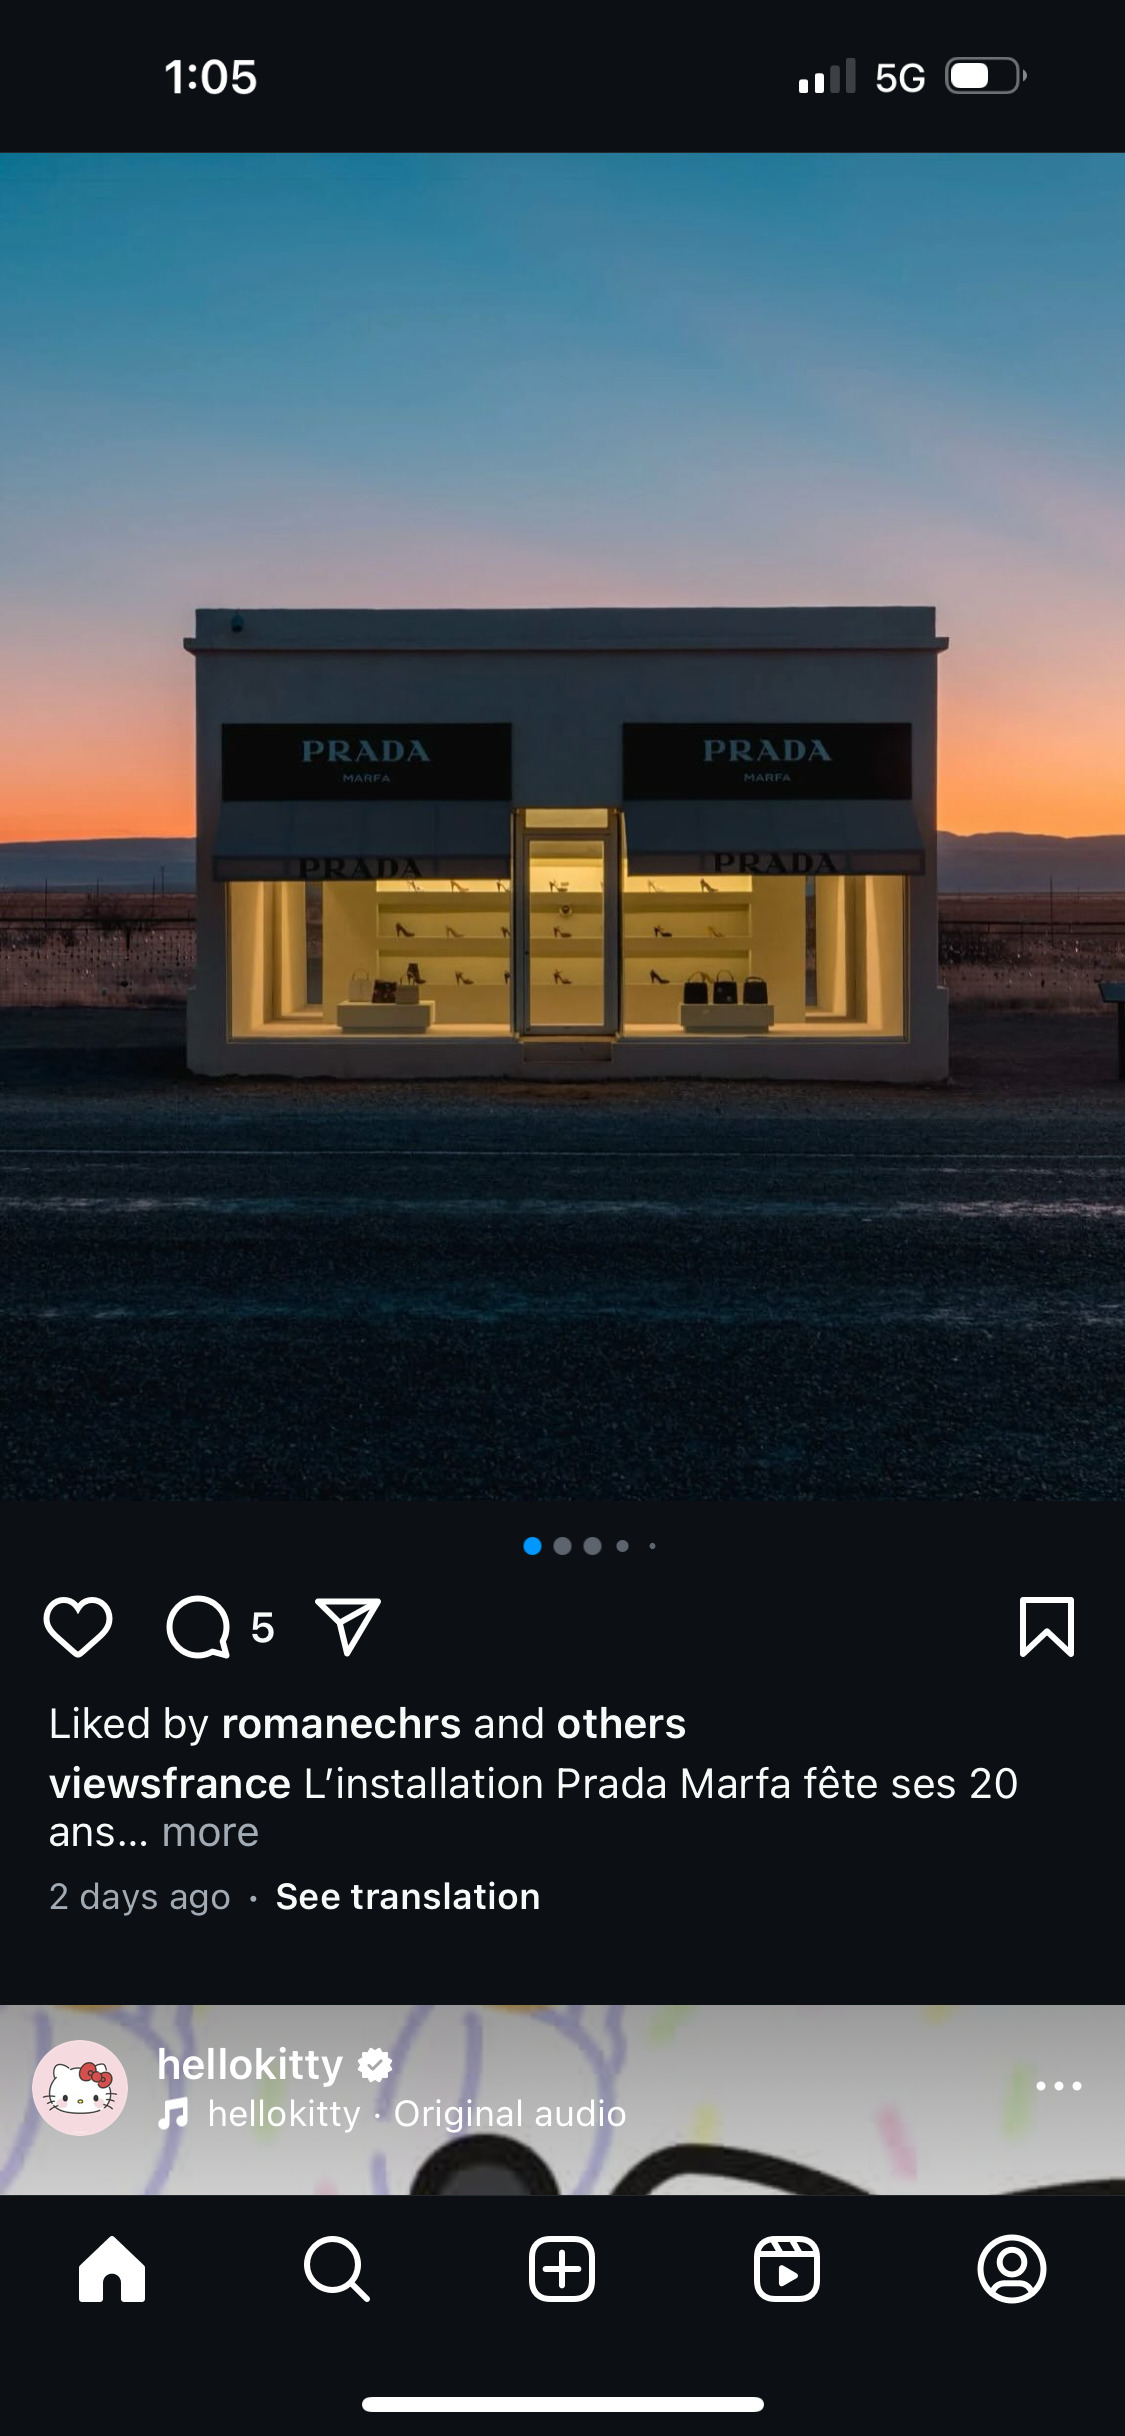 1:05
5G
PRADA
MARFA
PRADA
MARFA
PRADA
PRADA
5
Liked by romanechrs and others
viewsfrance L’installation Prada Marfa fête ses 20
ans... more
2 days ago · See translation
hellokitty
hellokitty · Original audio